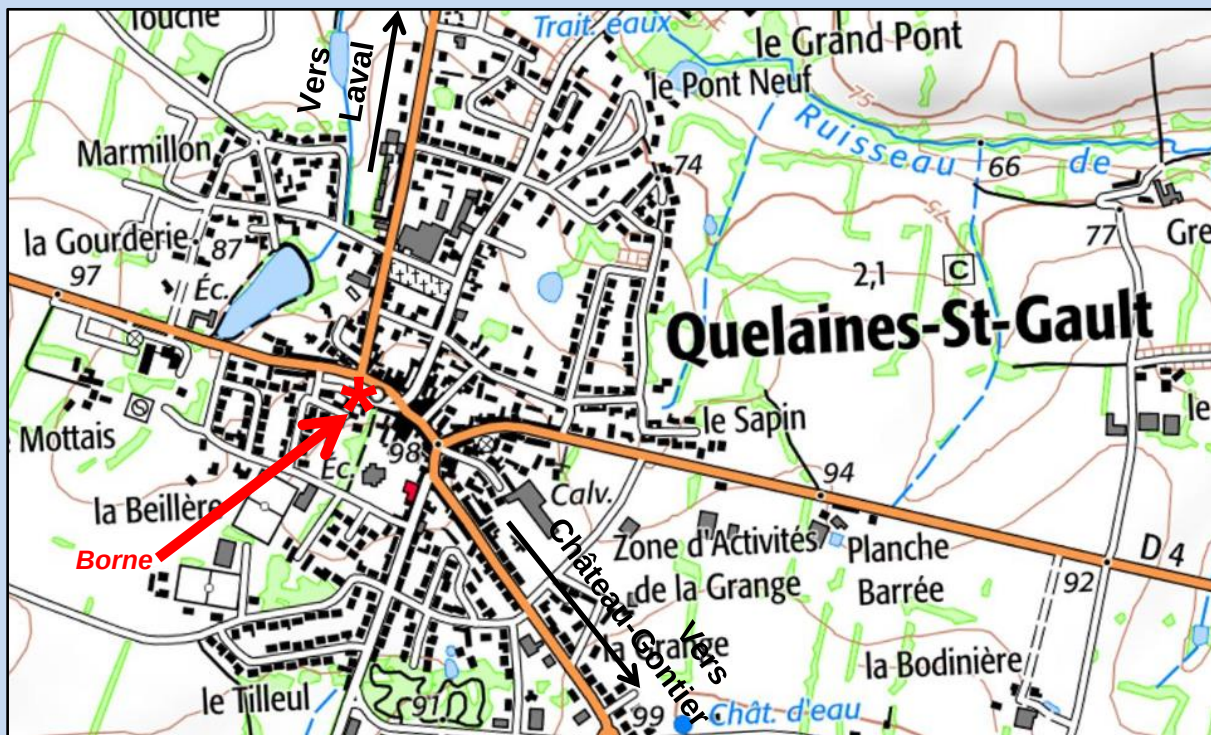 Touche
Trait. eaux
le Grand Pont
Vers
Laval
le Pont Neuf
75
Ruisseau de
Marmillon
66
74
la Gourderie
87
75
77
Gre
97
Éc.
2,1
C
Quelaines-St-Gault
Mottais
le Sapin
le
98
Éc.
94
Calv.
la Beillère
Borne
Zone d'Activités
de la Grange
Planche
Barrée
D 4
92
Vers
Château-Gontier
la Grange
la Bodinière
le Tilleul
91
99
Chât. d'eau